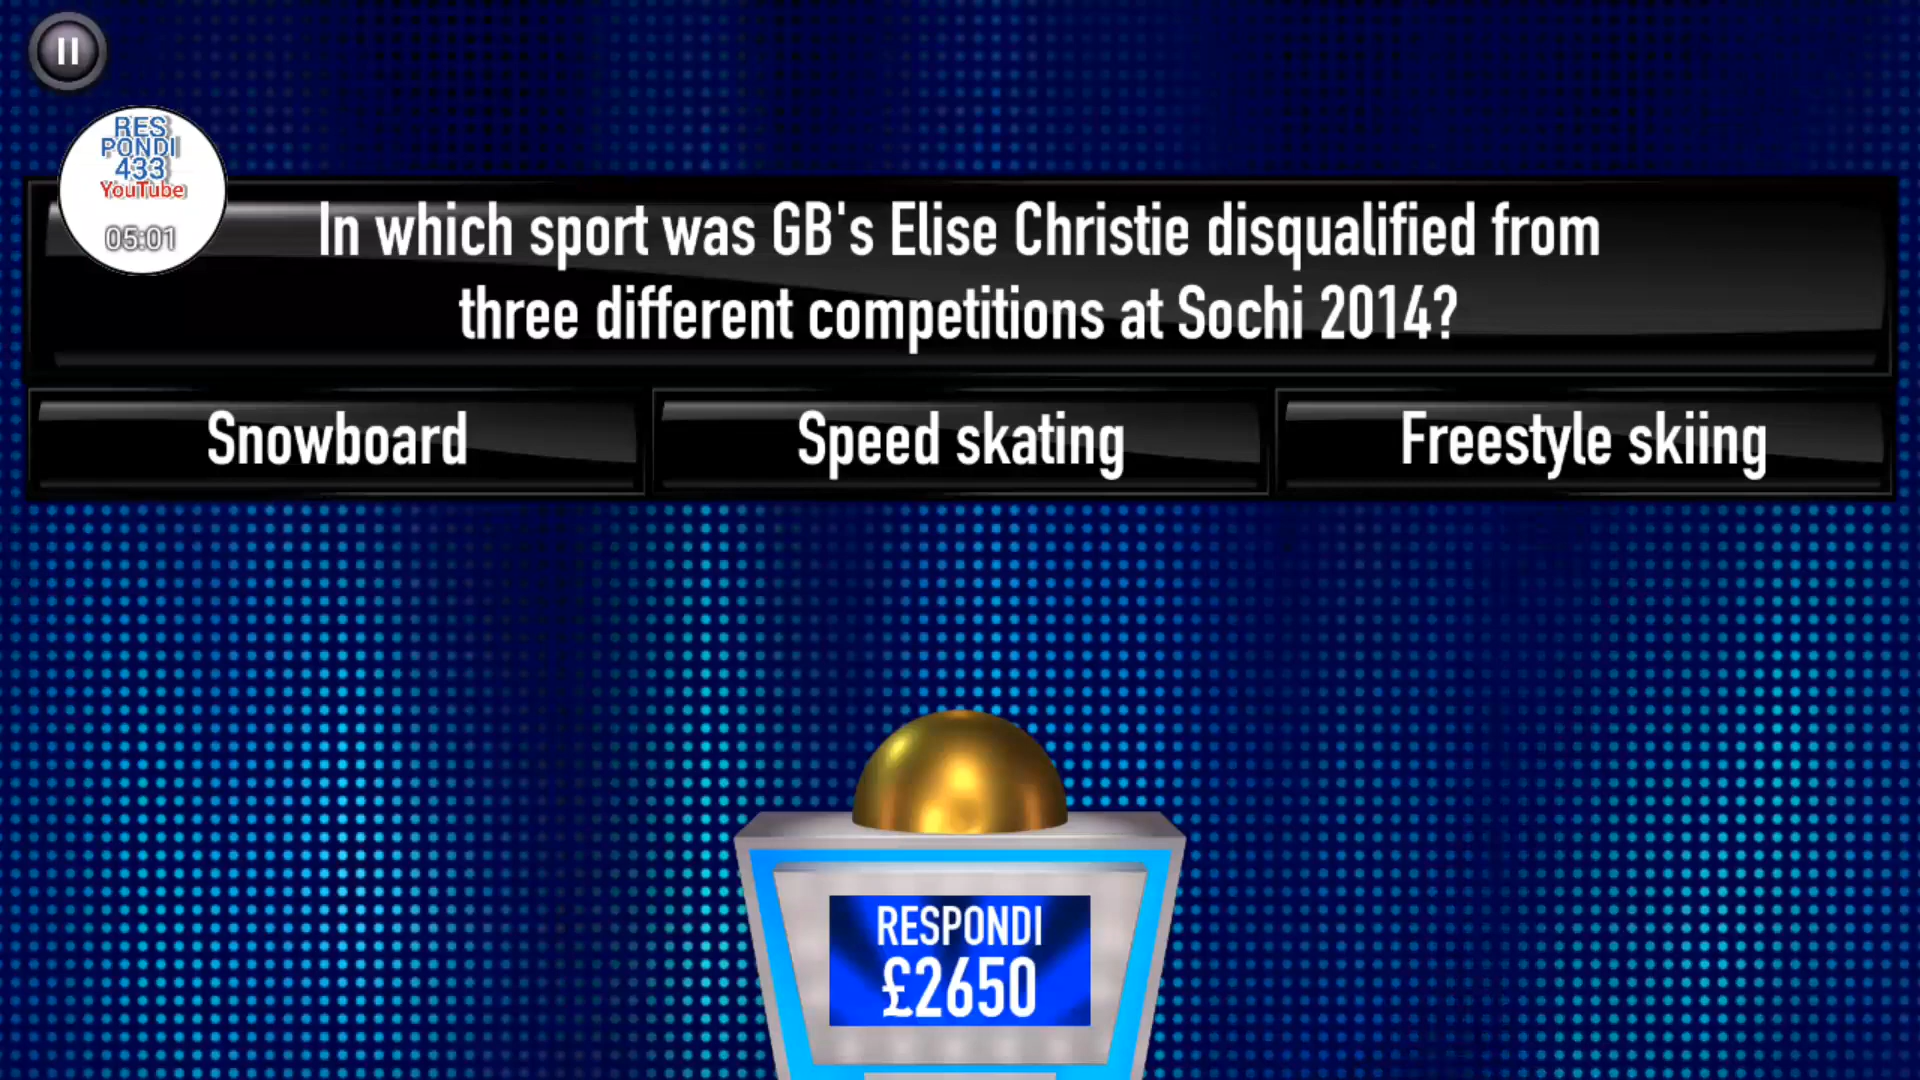 RES
PONDI
433
YouTube
05:01
In which sport was GB's Elise Christie disqualified from
three different competitions at Sochi 2014?
Snowboard
Speed skating
Freestyle skiing
RESPONDI
£2650